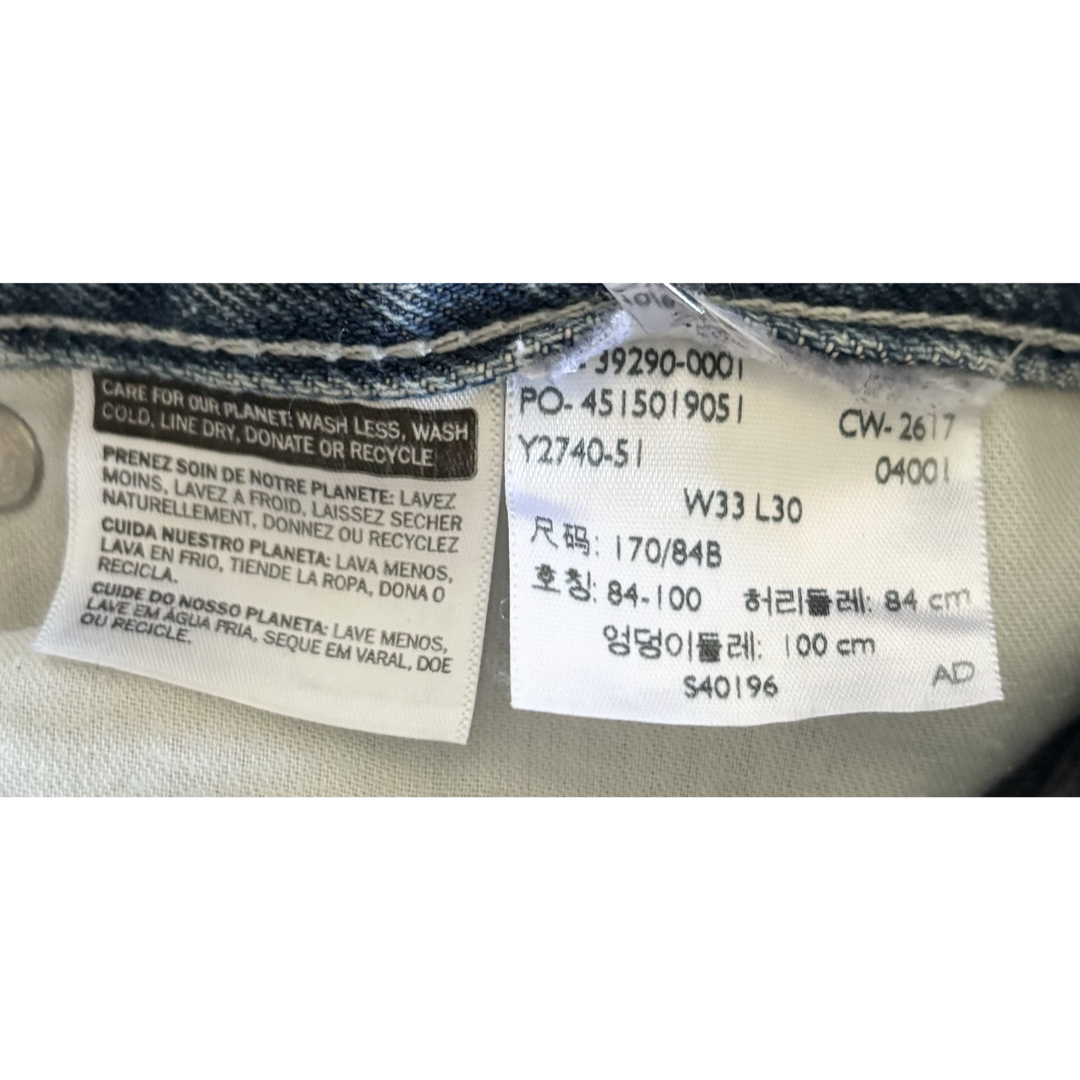 CARE FOR OUR PLANET: WASH LESS, WASH
COLD, LINE DRY, DONATE OR RECYCLE
PRENEZ SOIN DE NOTRE PLANETE: LAVEZ
MOINS, LAVEZ A FROID, LAISSEZ SECHER
NATURELLEMENT, DONNEZ OU RECYCLEZ
CUIDA NUESTRO PLANETA: LAVA MENOS,
LAVA EN FRIO, TIENDE LA ROPA, DONA O
RECICLA.
CUIDE DO NOSSO PLANETA: LAVE MENOS,
LAVE EM ÁGUA FRIA, SEQUE EM VARAL, DOE
OU RECICLE.
39290-0001
PO- 4515019051 CW- 2617
Y2740-51 04001
W33 L30
尺码: 170/84B
호칭: 84-100 허리둘레: 84 cm
엉덩이둘레: 100 cm
S40196 AD